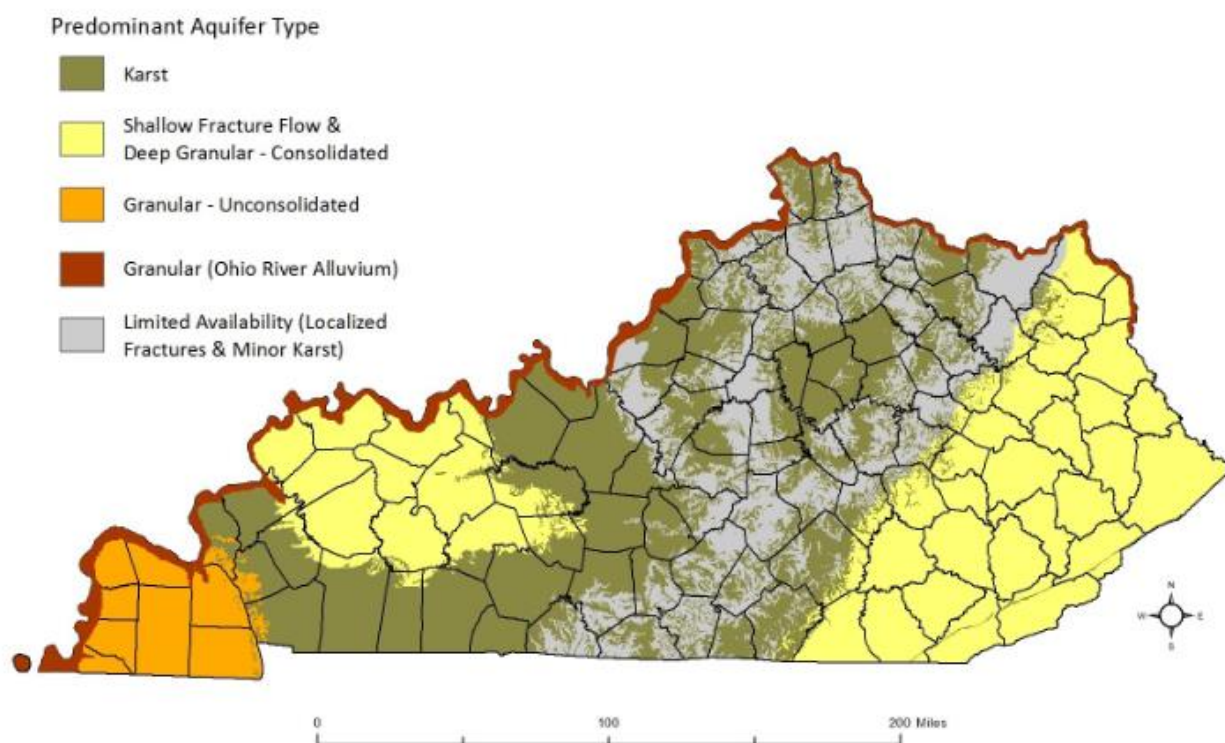 Predominant Aquifer Type
Karst
Shallow Fracture Flow &
Deep Granular - Consolidated
Granular - Unconsolidated
Granular (Ohio River Alluvium)
Limited Availability (Localized
Fractures & Minor Karst)
N
W E
S
0 100 200 Miles